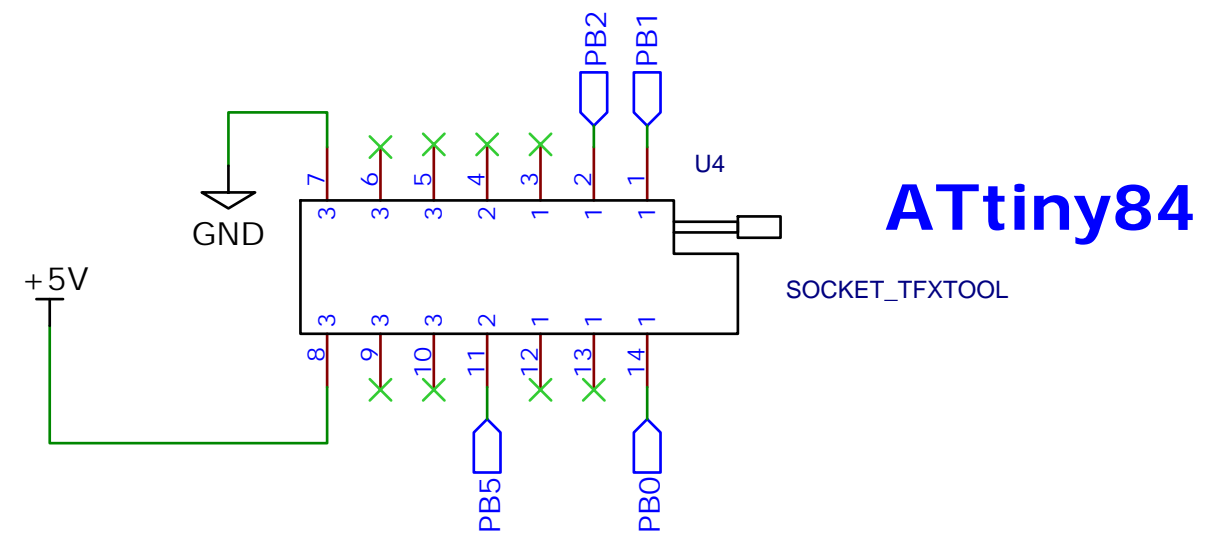 PB2 PB1
7 6 5 4 3 2 1
U4
3 3 3 2 1 1 1
ATtiny84
GND
+5V
SOCKET_TFXTOOL
3 3 3 2 1 1 1
8 9 10 11 12 13 14
PB5 PB0